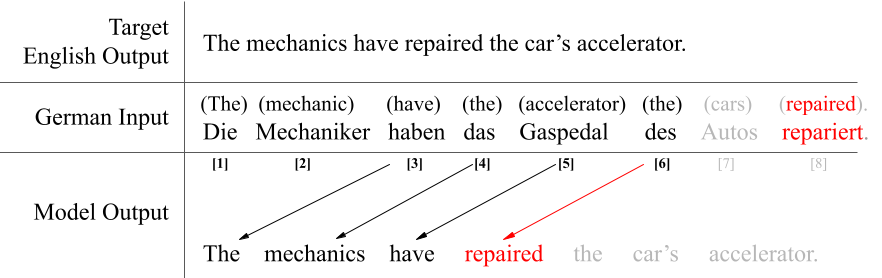 Target
English Output
The mechanics have repaired the car’s accelerator.
(The) (mechanic) (have) (the) (accelerator) (the) (cars) (repaired).
German Input
Die Mechaniker haben das Gaspedal des Autos repariert.
[1] [2] [3] [4] [5] [6] [7] [8]
Model Output
The mechanics have repaired the car’s accelerator.